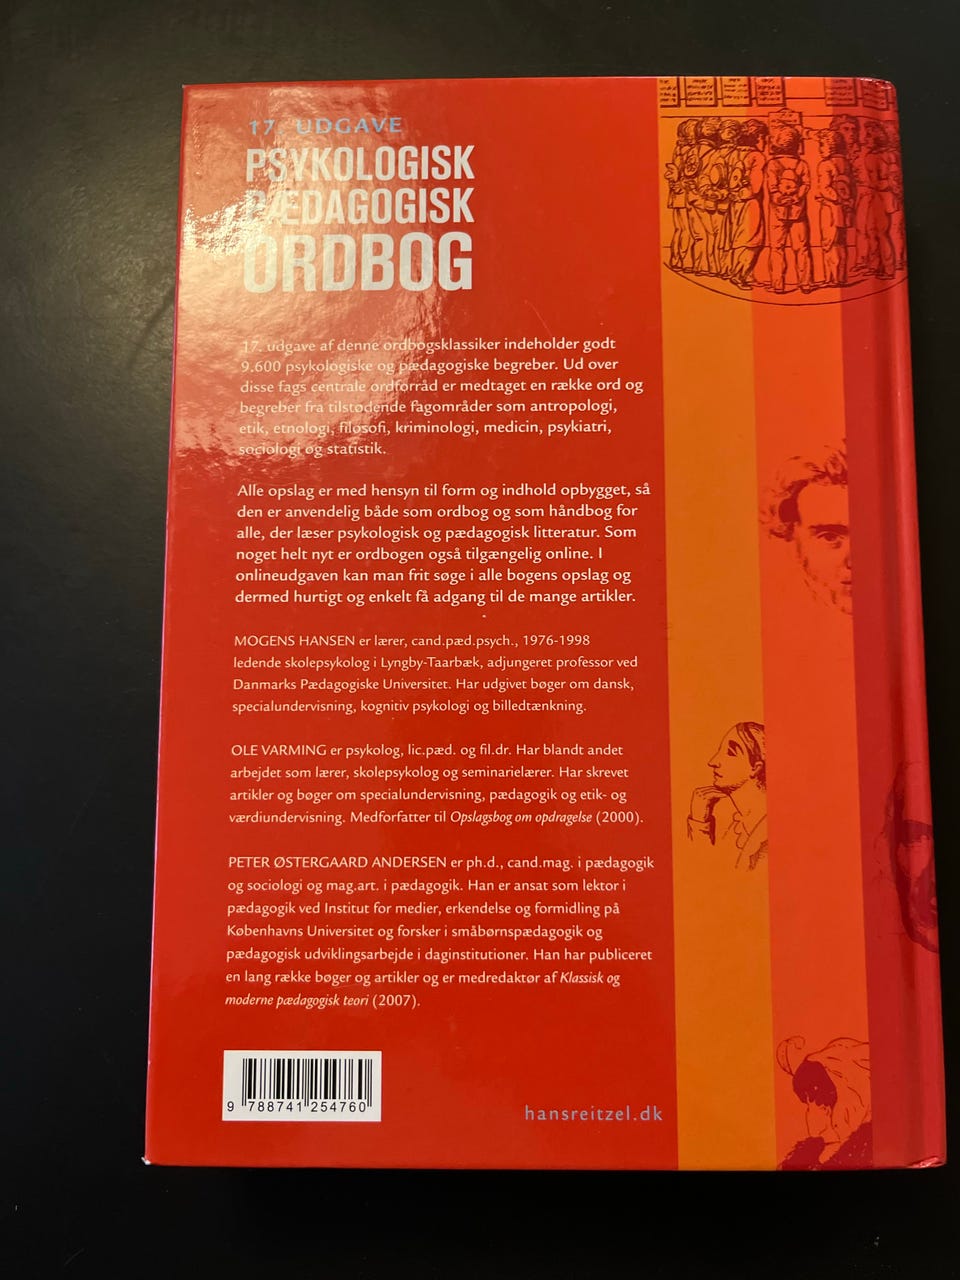 17. UDGAVE
PSYKOLOGISK
PÆDAGOGISK
ORDBOG
17. udgave af denne ordbogsklassiker indeholder godt
9.600 psykologiske og pædagogiske begreber. Ud over
disse fags centrale ordforråd er medtaget en række ord og
begreber fra tilstødende fagområder som antropologi,
etik, etnologi, filosofi, kriminologi, medicin, psykiatri,
sociologi og statistik.
Alle opslag er med hensyn til form og indhold opbygget, så
den er anvendelig både som ordbog og som håndbog for
alle, der læser psykologisk og pædagogisk litteratur. Som
noget helt nyt er ordbogen også tilgængelig online. I
onlineudgaven kan man frit søge i alle bogens opslag og
dermed hurtigt og enkelt få adgang til de mange artikler.
MOGENS HANSEN er lærer, cand.pæd.psych., 1976-1998
ledende skolepsykolog i Lyngby-Taarbæk, adjungeret professor ved
Danmarks Pædagogiske Universitet. Har udgivet bøger om dansk,
specialundervisning, kognitiv psykologi og billedtænkning.
OLE VARMING er psykolog, lic.pæd. og fil.dr. Har blandt andet
arbejdet som lærer, skolepsykolog og seminarielærer. Har skrevet
artikler og bøger om specialundervisning, pædagogik og etik- og
værdiundervisning. Medforfatter til Opslagsbog om opdragelse (2000).
PETER ØSTERGAARD ANDERSEN er ph.d., cand.mag. i pædagogik
og sociologi og mag.art. i pædagogik. Han er ansat som lektor i
pædagogik ved Institut for medier, erkendelse og formidling på
Københavns Universitet og forsker i småbørnspædagogik og
pædagogisk udviklingsarbejde i daginstitutioner. Han har publiceret
en lang række bøger og artikler og er medredaktør af Klassisk og
moderne pædagogisk teori (2007).
9 788741 254760
hansreitzel.dk